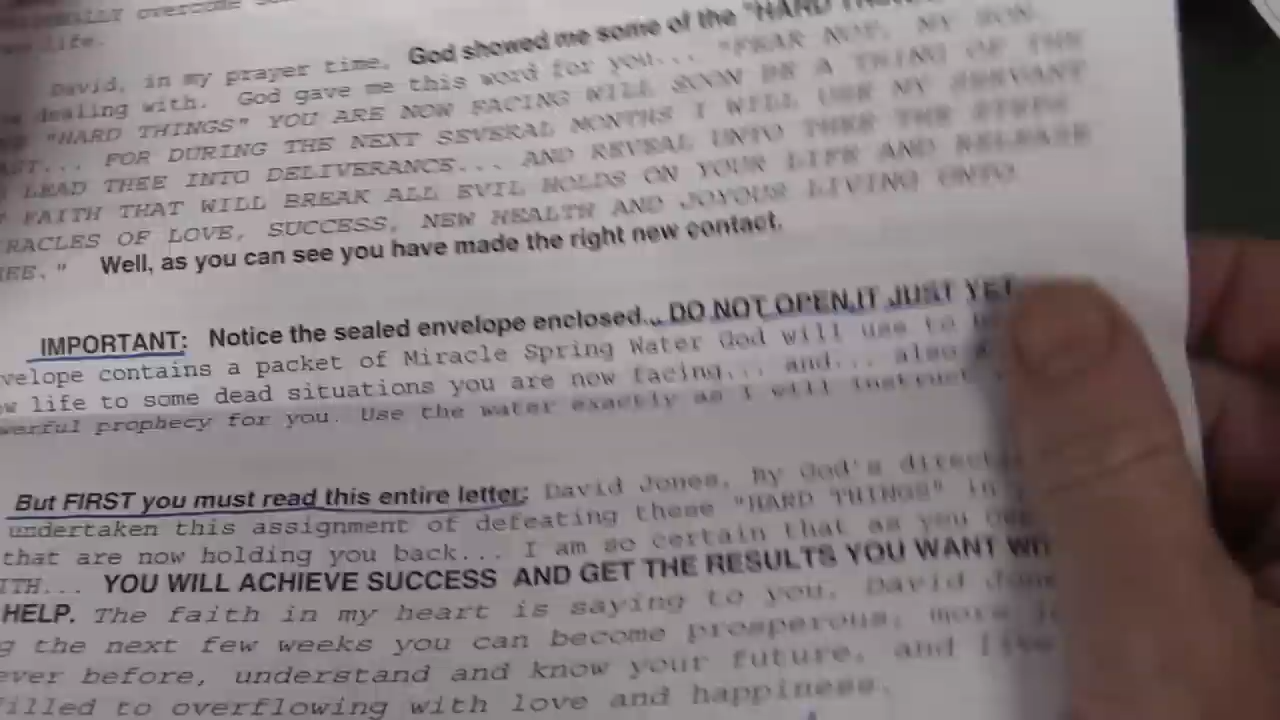 life.
David, in my prayer time, God showed me some of the "HARD
dealing with. God gave me this word for you... "FEAR NOT, MY SON,
"HARD THINGS" YOU ARE NOW FACING WILL SOON BE A THING OF THE
FOR DURING THE NEXT SEVERAL MONTHS I WILL USE MY SERVANT
LEAD THEE INTO DELIVERANCE... AND REVEAL UNTO THEE THE STEPS
FAITH THAT WILL BREAK ALL EVIL HOLDS ON YOUR LIFE AND RELEASE
RACLES OF LOVE, SUCCESS, NEW HEALTH AND JOYOUS LIVING UNTO
EE." Well, as you can see you have made the right new contact.
IMPORTANT: Notice the sealed envelope enclosed... DO NOT OPEN IT JUST YET
velope contains a packet of Miracle Spring Water God will use to
w life to some dead situations you are now facing... and... also
werful prophecy for you. Use the water exactly as I will instruct
But FIRST you must read this entire letter: David Jones, by God's direct
undertaken this assignment of defeating these "HARD THINGS" in
that are now holding you back... I am so certain that as you
ITH... YOU WILL ACHIEVE SUCCESS AND GET THE RESULTS YOU WANT WI
HELP. The faith in my heart is saying to you, David Jone
g the next few weeks you can become prosperous, more
ever before, understand and know your future, and live
filled to overflowing with love and happiness.